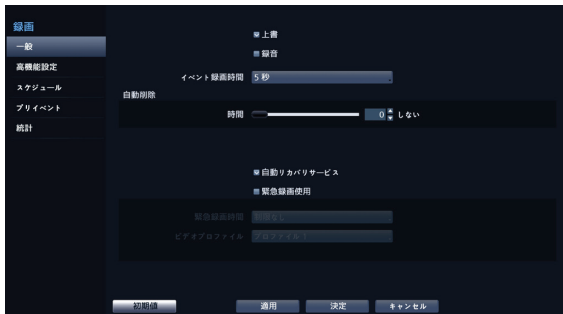 録画
一般
高機能設定
スケジュール
プリイベント
統計
上書
録音
イベント録画時間 5 秒
自動削除
時間 0 しない
自動リカバリサービス
緊急録画使用
緊急録画時間 制限なし
ビデオプロファイル プロファイル 1
初期値 適用 決定 キャンセル